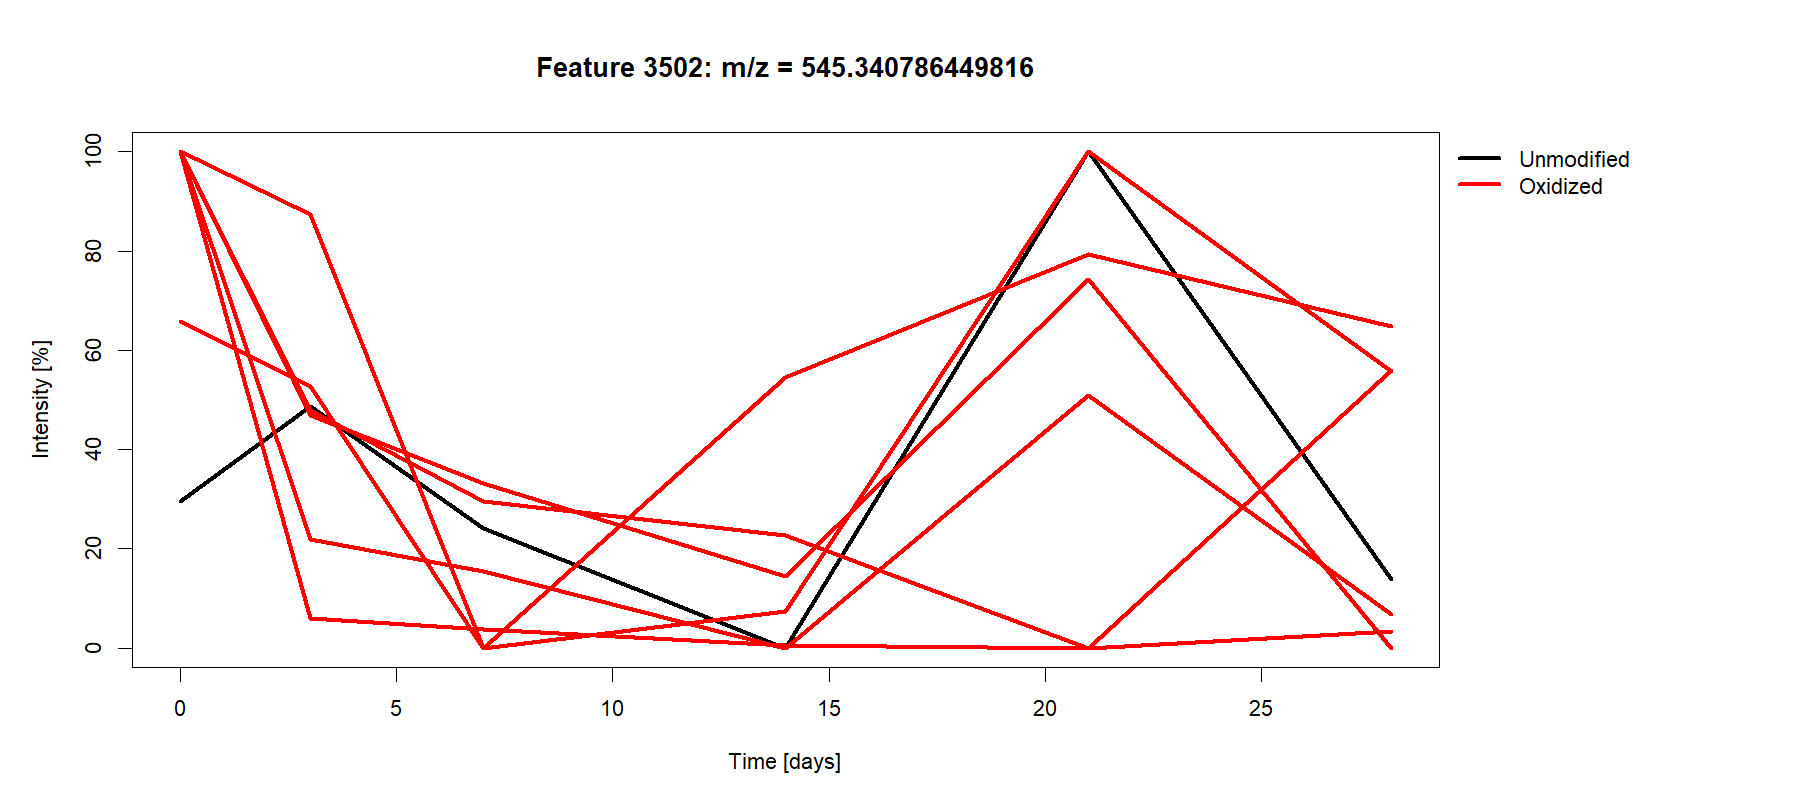 Feature 3502: m/z = 545.340786449816
Unmodified
Oxidized
Intensity [%]
100
80
60
40
20
0
0 5 10 15 20 25
Time [days]